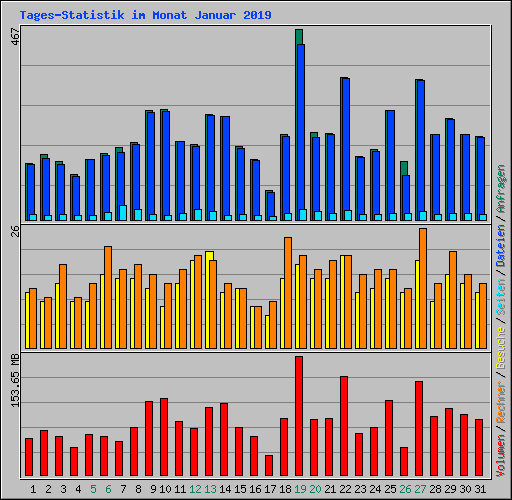 Tages-Statistik im Monat Januar 2019
467
26
153.65 MB
Volumen / Rechner / Besuche / Seiten / Dateien / Anfragen
1 2 3 4 5 6 7 8 9 10 11 12 13 14 15 16 17 18 19 20 21 22 23 24 25 26 27 28 29 30 31